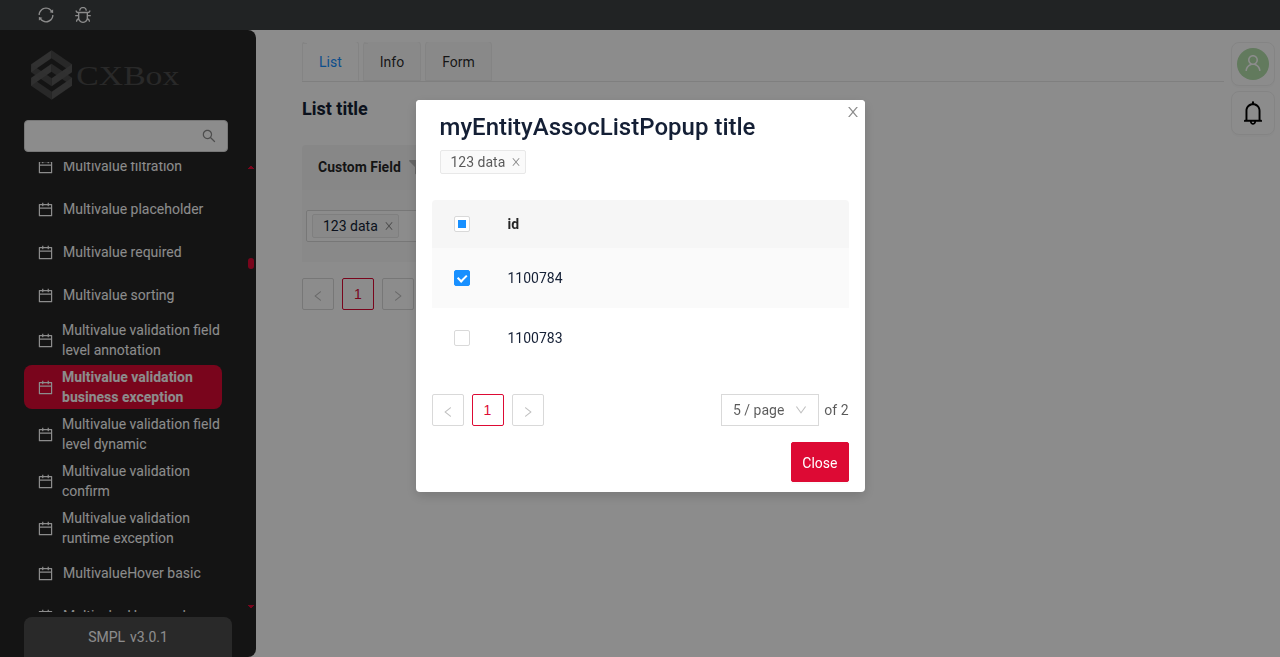 CXBox
Multivalue filtration
Multivalue placeholder
Multivalue required
Multivalue sorting
Multivalue validation field
level annotation
Multivalue validation
business exception
Multivalue validation field
level dynamic
Multivalue validation
confirm
Multivalue validation
runtime exception
MultivalueHover basic
SMPL v3.0.1
List Info Form
List title
Custom Field
123 data
1
myEntityAssocListPopup title
123 data
id
1100784
1100783
1
5 / page of 2
Close